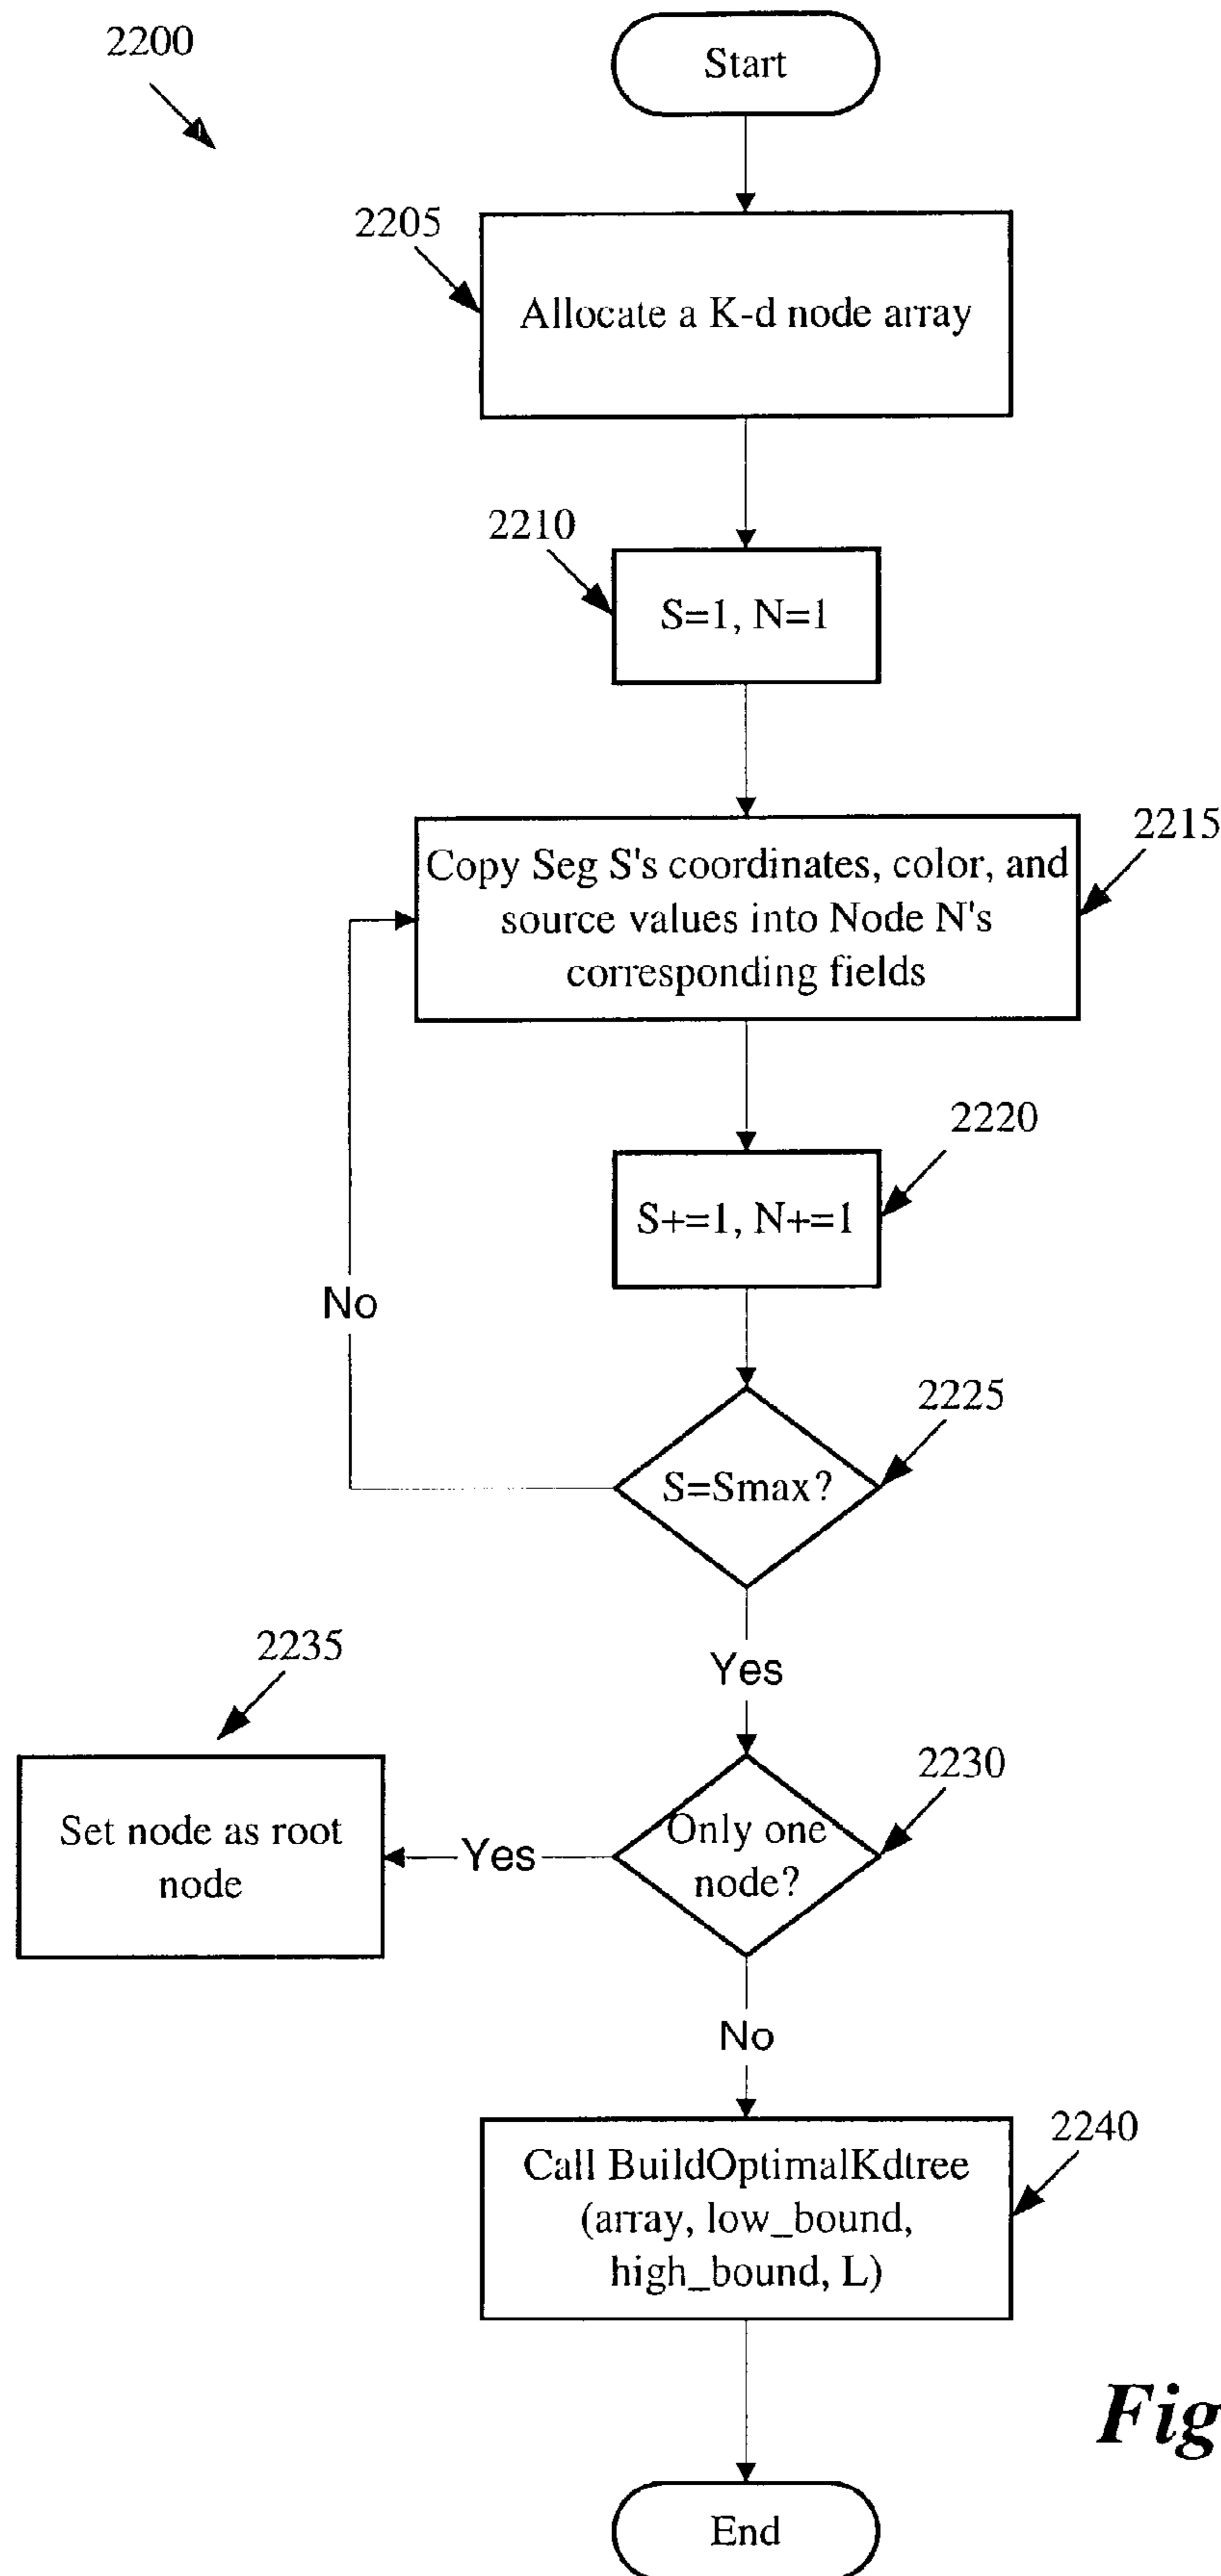 2200
Start
2205
Allocate a K-d node array
2210
S=1, N=1
2215
Copy Seg S's coordinates, color, and
source values into Node N's
corresponding fields
2220
S+=1, N+=1
No
2225
S=Smax?
Yes
2235
2230
Set node as root
node
Yes
Only one
node?
No
2240
Call BuildOptimalKdtree
(array, low_bound,
high_bound, L)
Fig
End